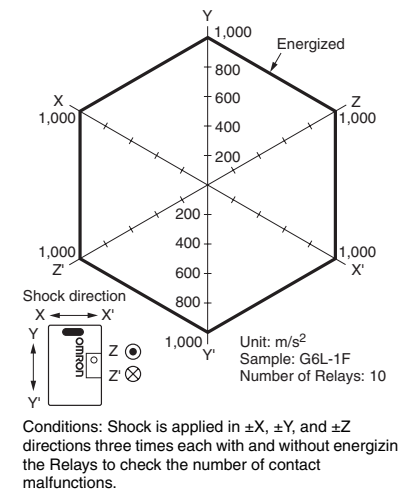 Y
1,000
Energized
800
600
400
200
X
1,000
Z
1,000
200
400
600
800
1,000
Z'
1,000
X'
1,000
Y'
Shock direction
X X'
Y
Y'
OMRON
Z
Z'
Unit: m/s2
Sample: G6L-1F
Number of Relays: 10
Conditions: Shock is applied in ±X, ±Y, and ±Z
directions three times each with and without energizin
the Relays to check the number of contact
malfunctions.